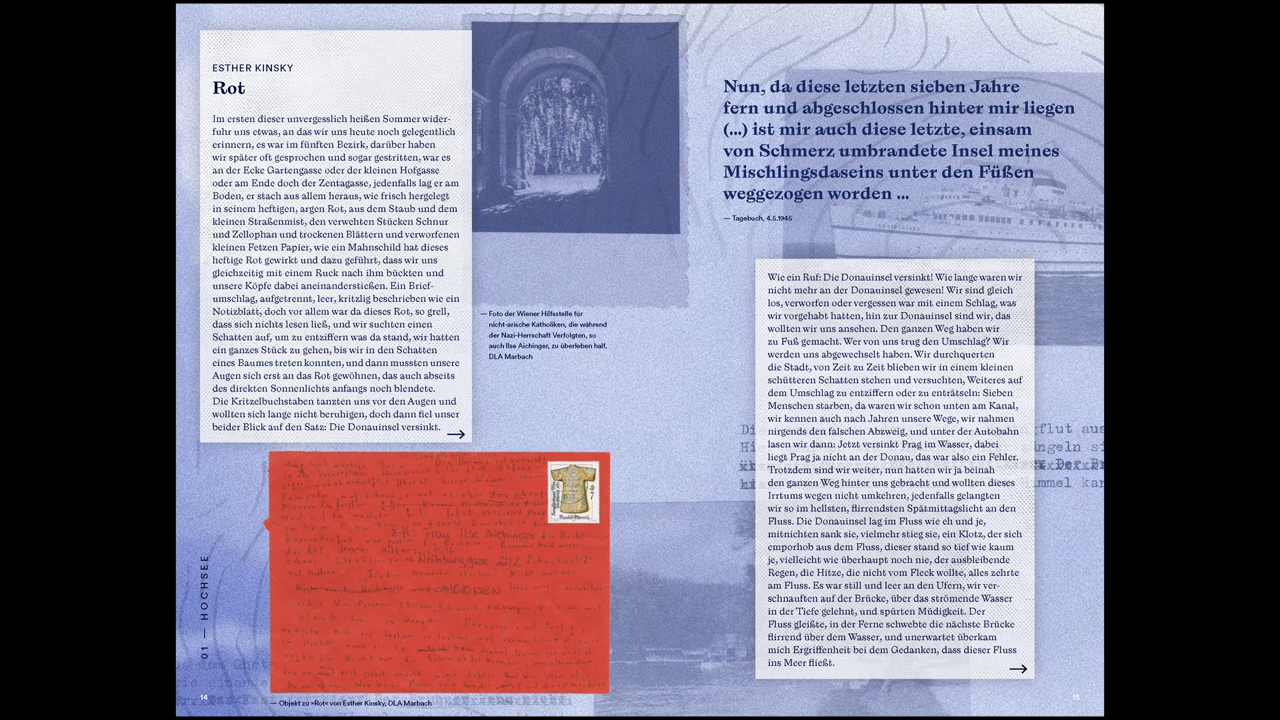 ESTHER KINSKY
Rot
Im ersten dieser unvergesslich heißen Sommer wider-
fuhr uns etwas, an das wir uns heute noch gelegentlich
erinnern, es war im fünften Bezirk, darüber haben
wir später oft gesprochen und sogar gestritten, war es
an der Ecke Gartengasse oder der kleinen Hofgasse
oder am Ende doch der Zentagasse, jedenfalls lag er am
Boden, er stach aus allem heraus, wie frisch hergelegt
in seinem heftigen, argen Rot, aus dem Staub und dem
kleinen Straßenmist, den verwehten Stücken Schnur
und Zellophan und trockenen Blättern und verworfenen
kleinen Fetzen Papier, wie ein Mahnschild hat dieses
heftige Rot gewirkt und dazu geführt, dass wir uns
gleichzeitig mit einem Ruck nach ihm bückten und
unsere Köpfe dabei aneinanderstießen. Ein Brief-
umschlag, aufgetrennt, leer, kritzlig beschrieben wie ein
Notizblatt, doch vor allem war da dieses Rot, so grell,
dass sich nichts lesen ließ, und wir suchten einen
Schatten auf, um zu entziffern was da stand, wir hatten
ein ganzes Stück zu gehen, bis wir in den Schatten
eines Baumes treten konnten, und dann mussten unsere
Augen sich erst an das Rot gewöhnen, das auch abseits
des direkten Sonnenlichts anfangs noch blendete.
Die Kritzelbuchstaben tanzten uns vor den Augen und
wollten sich lange nicht beruhigen, doch dann fiel unser
beider Blick auf den Satz: Die Donauinsel versinkt.
— Foto der Wiener Hilfsstelle für
nicht-arische Katholiken, die während
der Nazi-Herrschaft Verfolgten, so
auch Ilse Aichinger, zu überleben half,
DLA Marbach
Frau Ilse Aichinger
01 — HOCHSEE
14
— Objekt zu »Rot« von Esther Kinsky, DLA Marbach
Nun, da diese letzten sieben Jahre
fern und abgeschlossen hinter mir liegen
(...) ist mir auch diese letzte, einsam
von Schmerz umbrandete Insel meines
Mischlingsdaseins unter den Füßen
weggezogen worden ...
— Tagebuch, 4.5.1945
Wie ein Ruf: Die Donauinsel versinkt! Wie lange waren wir
nicht mehr an der Donauinsel gewesen! Wir sind gleich
los, verworfen oder vergessen war mit einem Schlag, was
wir vorgehabt hatten, hin zur Donauinsel sind wir, das
wollten wir uns ansehen. Den ganzen Weg haben wir
zu Fuß gemacht. Wer von uns trug den Umschlag? Wir
werden uns abgewechselt haben. Wir durchquerten
die Stadt, von Zeit zu Zeit blieben wir in einem kleinen
schütteren Schatten stehen und versuchten, Weiteres auf
dem Umschlag zu entziffern oder zu enträtseln: Sieben
Menschen starben, da waren wir schon unten am Kanal,
wir kennen auch nach Jahren unsere Wege, wir nahmen
nirgends den falschen Abzweig, und unter der Autobahn
lasen wir dann: Jetzt versinkt Prag im Wasser, dabei
liegt Prag ja nicht an der Donau, das war also ein Fehler.
Trotzdem sind wir weiter, nun hatten wir ja beinah
den ganzen Weg hinter uns gebracht und wollten dieses
Irrtums wegen nicht umkehren, jedenfalls gelangten
wir so im hellsten, flirrendsten Spätmittagslicht an den
Fluss. Die Donauinsel lag im Fluss wie eh und je,
mitnichten sank sie, vielmehr stieg sie, ein Klotz, der sich
emporhob aus dem Fluss, dieser stand so tief wie kaum
je, vielleicht wie überhaupt noch nie, der ausbleibende
Regen, die Hitze, die nicht vom Fleck wollte, alles zehrte
am Fluss. Es war still und leer an den Ufern, wir ver-
schnauften auf der Brücke, über das strömende Wasser
in der Tiefe gelehnt, und spürten Müdigkeit. Der
Fluss gleißte, in der Ferne schwebte die nächste Brücke
flirrend über dem Wasser, und unerwartet überkam
mich Ergriffenheit bei dem Gedanken, dass dieser Fluss
ins Meer fließt.
15